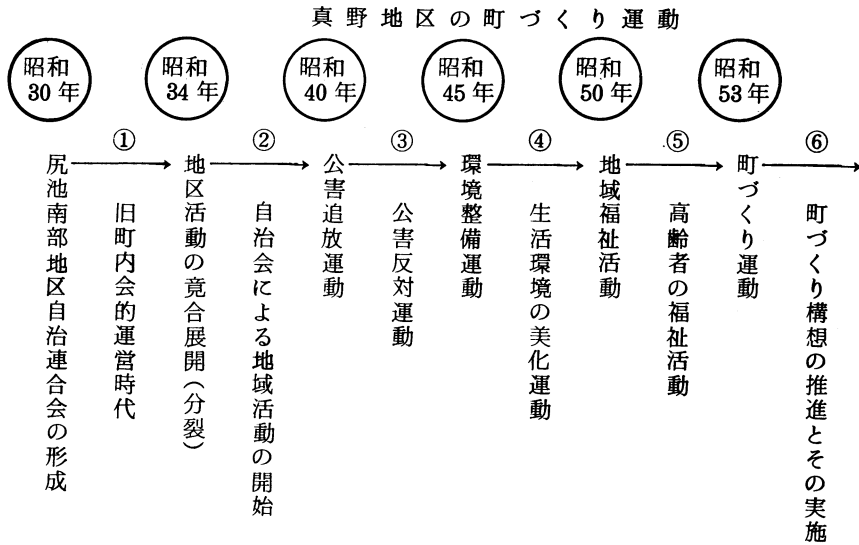 真野地区の町づくり運動
昭和
30年
昭和
34年
昭和
40年
昭和
45年
昭和
50年
昭和
53年
①
②
③
④
⑤
⑥
尻池南部地区自治連合会の形成
旧町内会的運営時代
地区活動の竟合展開(分裂)
自治会による地域活動の開始
公害追放運動
公害反対運動
環境整備運動
生活環境の美化運動
地域福祉活動
高齢者の福祉活動
町づくり運動
町づくり構想の推進とその実施